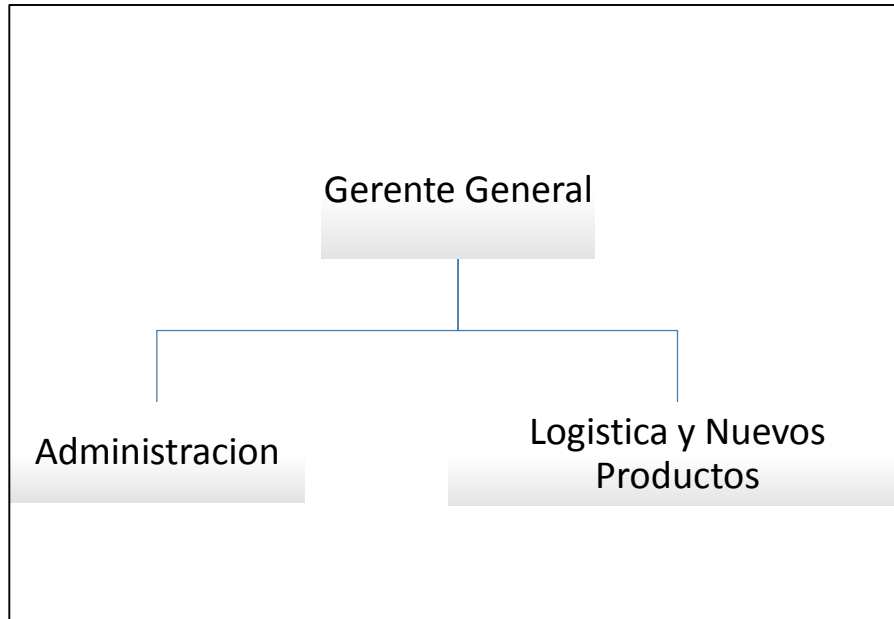 Gerente General
Administracion
Logistica y Nuevos
Productos